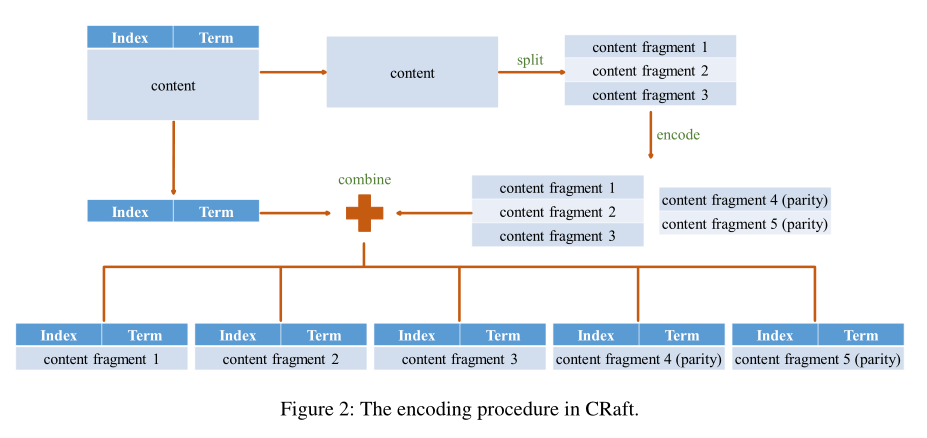 Index Term
content
content
split
content fragment 1
content fragment 2
content fragment 3
encode
Index Term
combine
content fragment 1
content fragment 2
content fragment 3
content fragment 4 (parity)
content fragment 5 (parity)
Index Term
content fragment 1
Index Term
content fragment 2
Index Term
content fragment 3
Index Term
content fragment 4 (parity)
Index Term
content fragment 5 (parity)
Figure 2: The encoding procedure in CRaft.